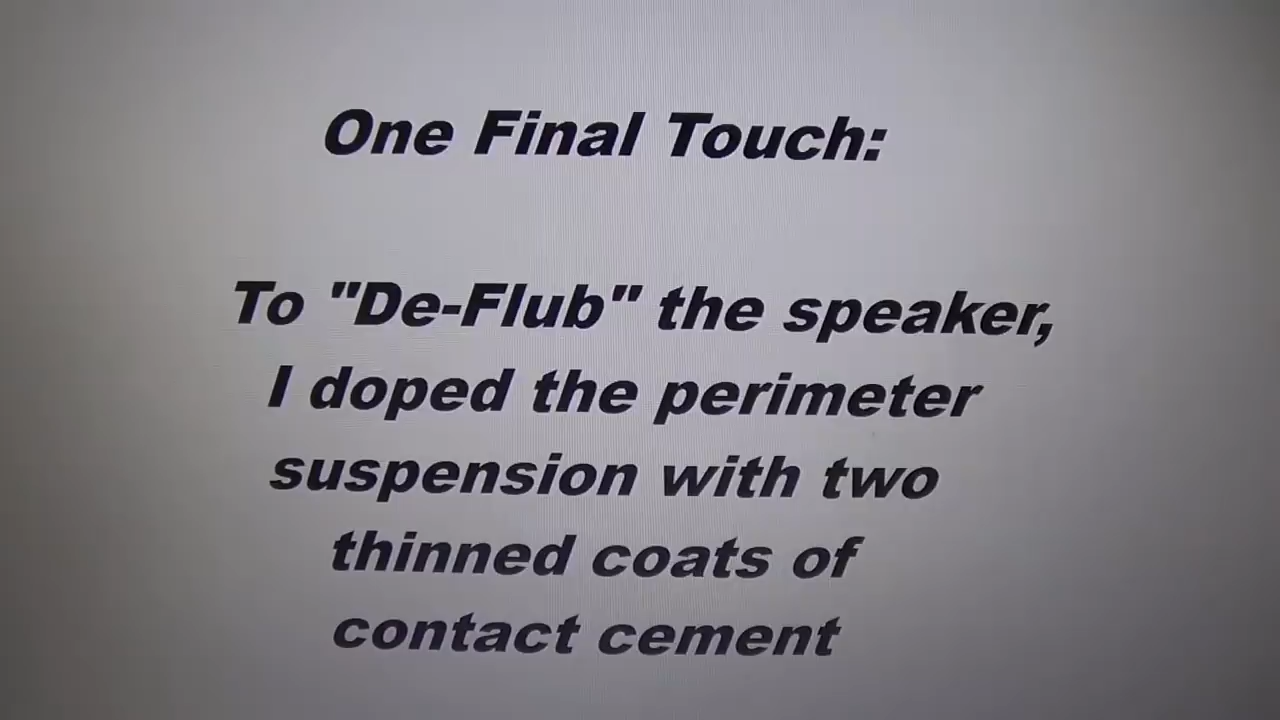 One Final Touch:
To "De-Flub" the speaker,
I doped the perimeter
suspension with two
thinned coats of
contact cement